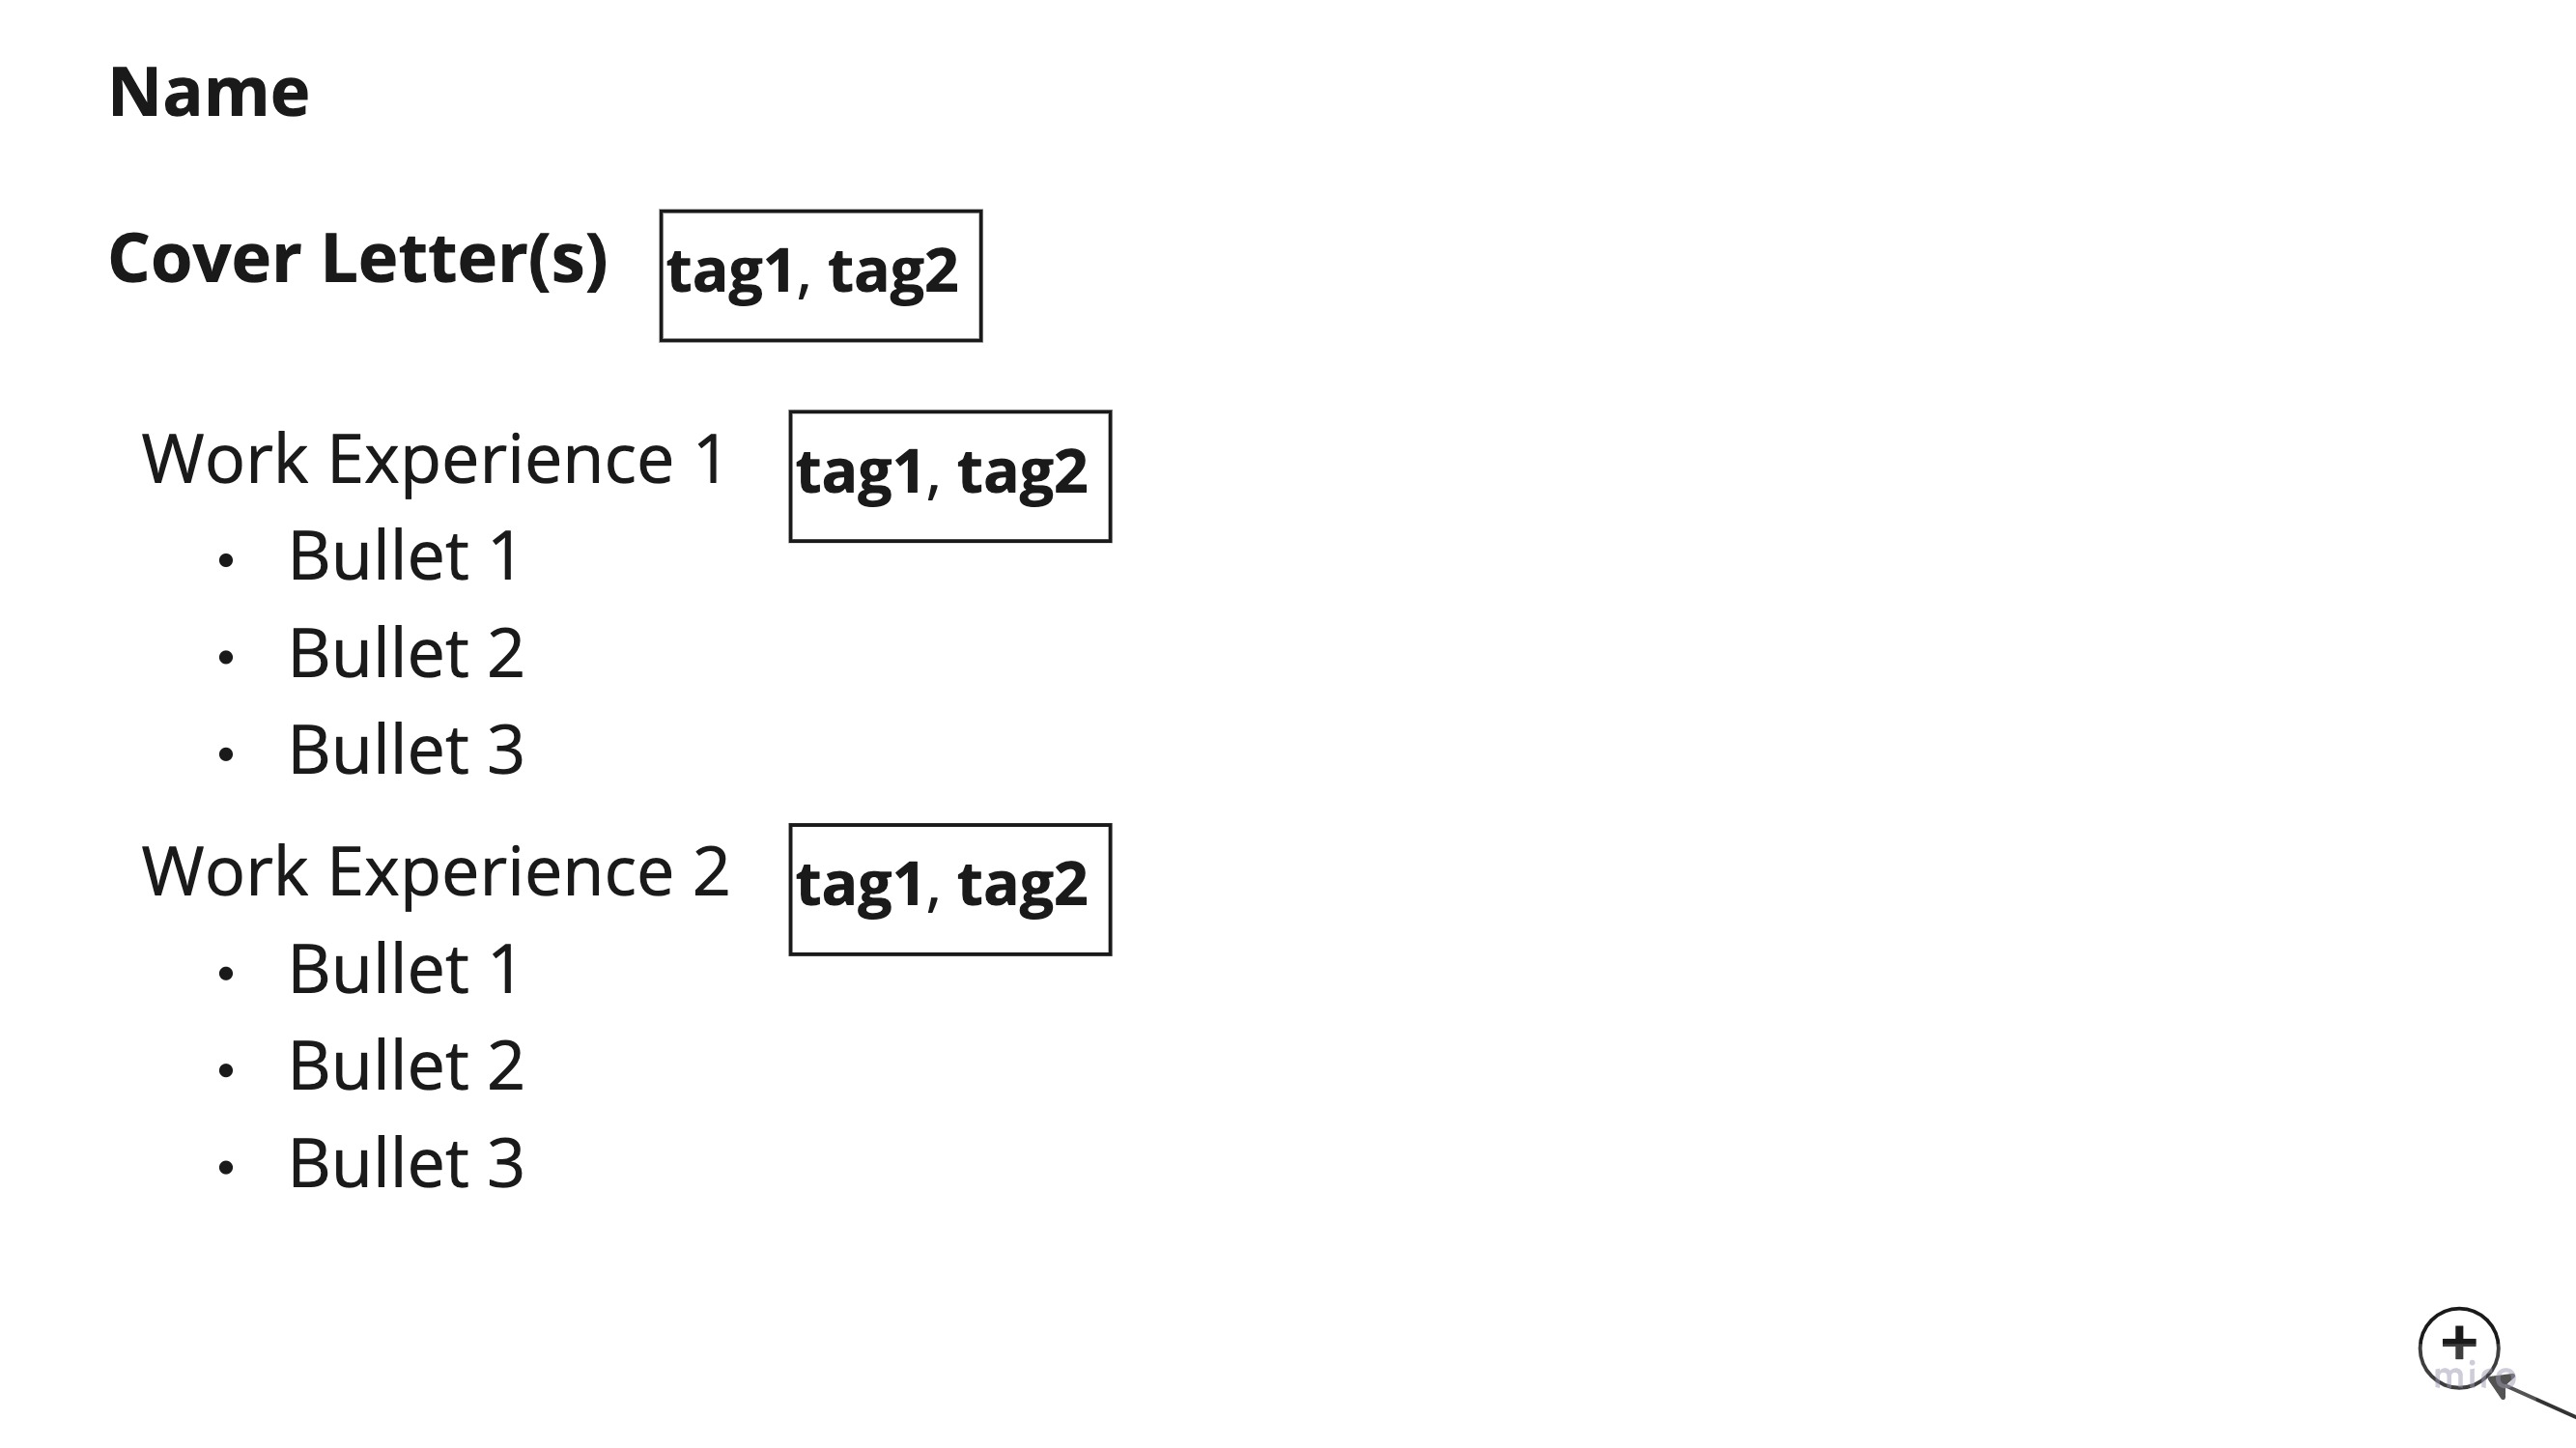 Name
Cover Letter(s)
tag1, tag2
Work Experience 1
tag1, tag2
• Bullet 1
• Bullet 2
• Bullet 3
Work Experience 2
tag1, tag2
• Bullet 1
• Bullet 2
• Bullet 3
+
miro